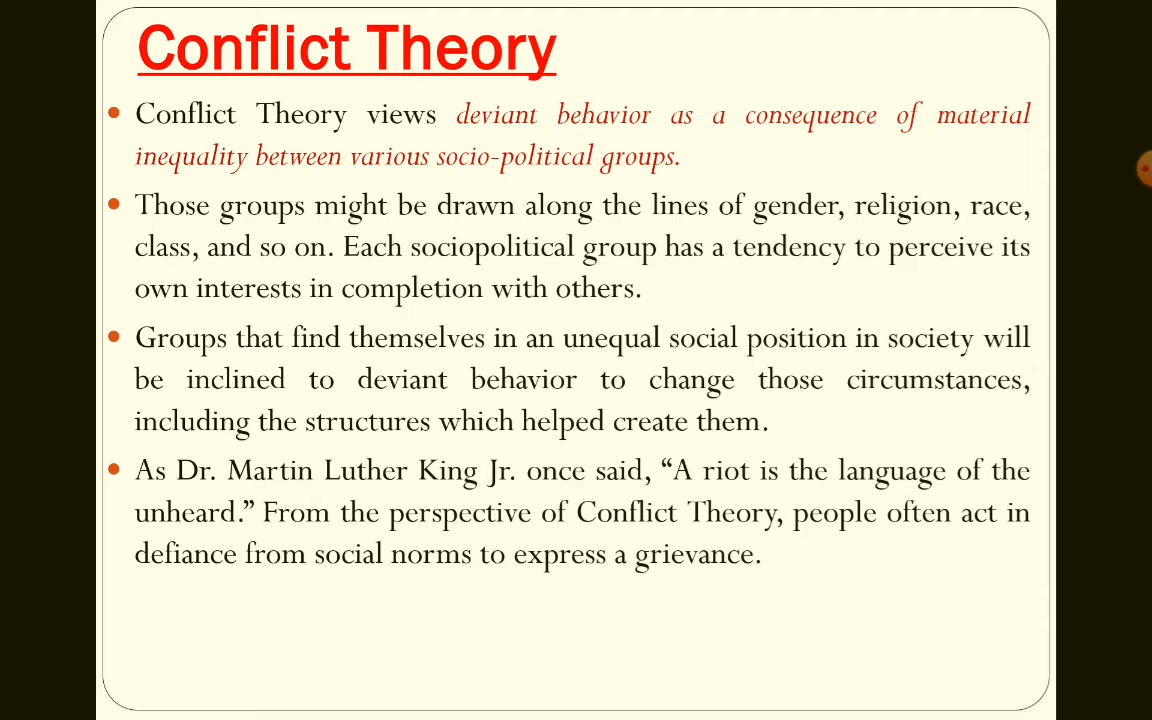 Conflict Theory
• Conflict Theory views deviant behavior as a consequence of material
inequality between various socio-political groups.
• Those groups might be drawn along the lines of gender, religion, race,
class, and so on. Each sociopolitical group has a tendency to perceive its
own interests in completion with others.
• Groups that find themselves in an unequal social position in society will
be inclined to deviant behavior to change those circumstances,
including the structures which helped create them.
• As Dr. Martin Luther King Jr. once said, “A riot is the language of the
unheard.” From the perspective of Conflict Theory, people often act in
defiance from social norms to express a grievance.